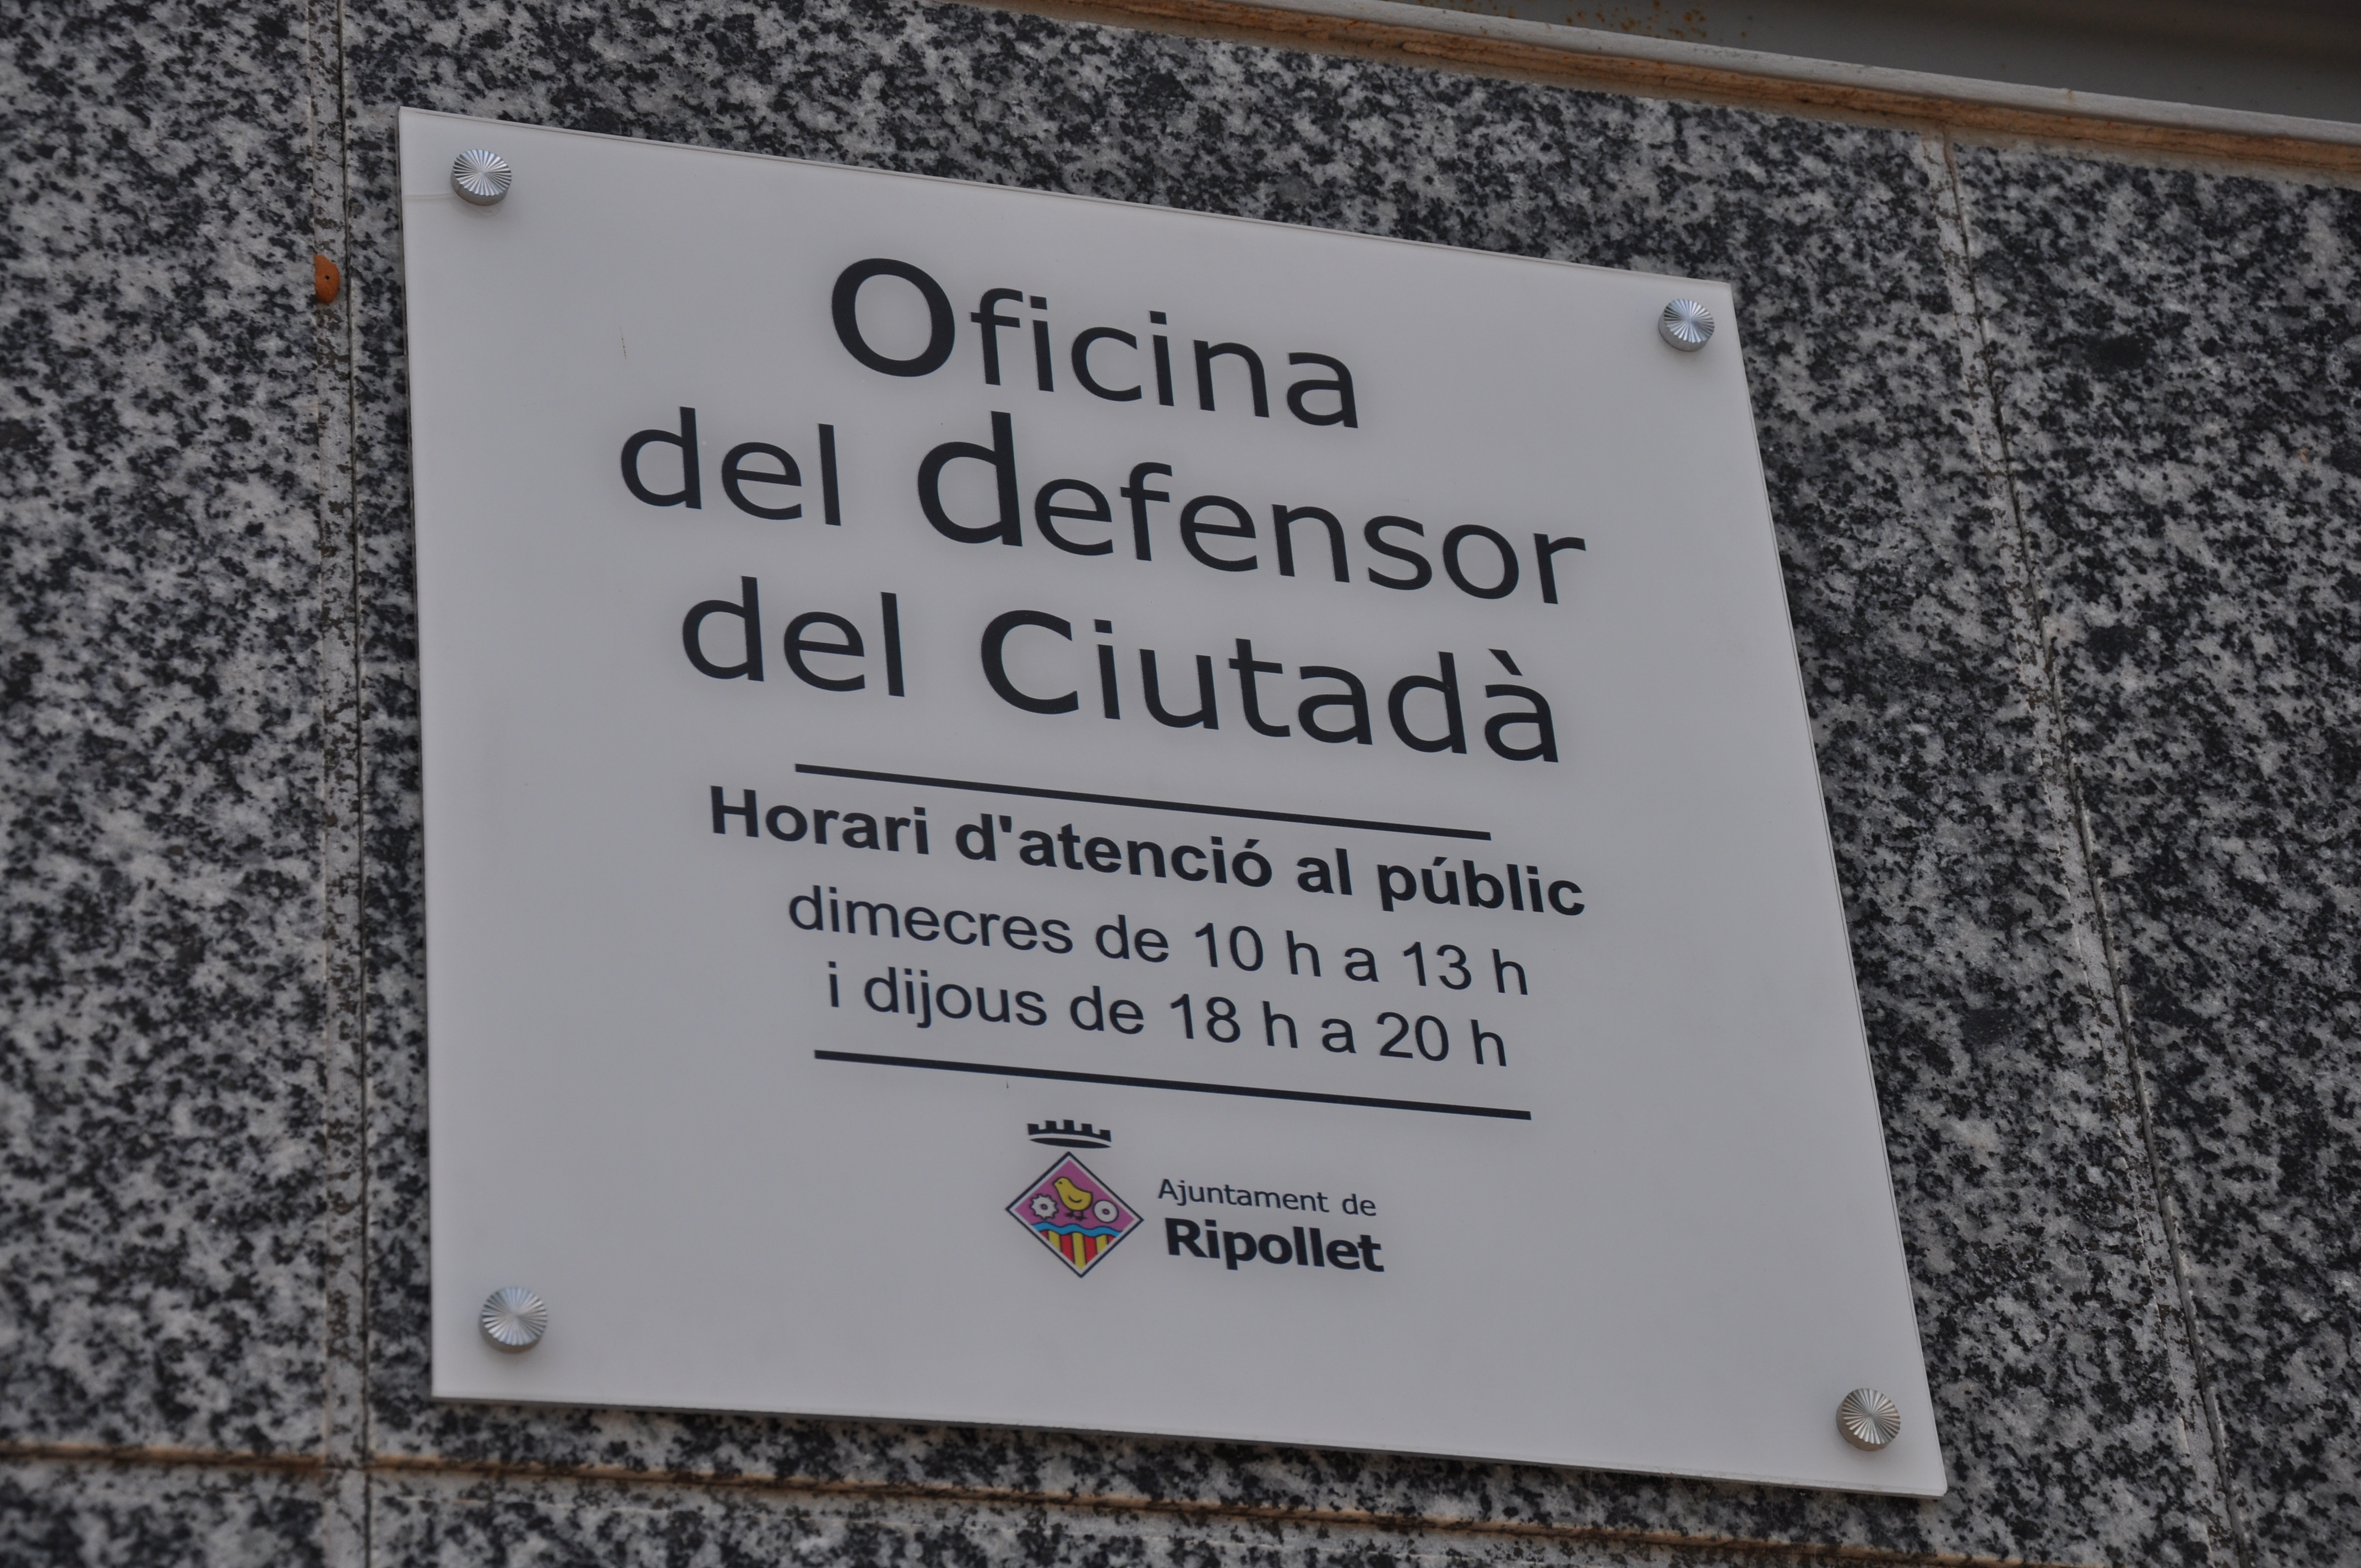 Oficina
del defensor
del Ciutadà
Horari d'atenció al públic
dimecres de 10 h a 13 h
i dijous de 18 h a 20 h
Ajuntament de
Ripollet